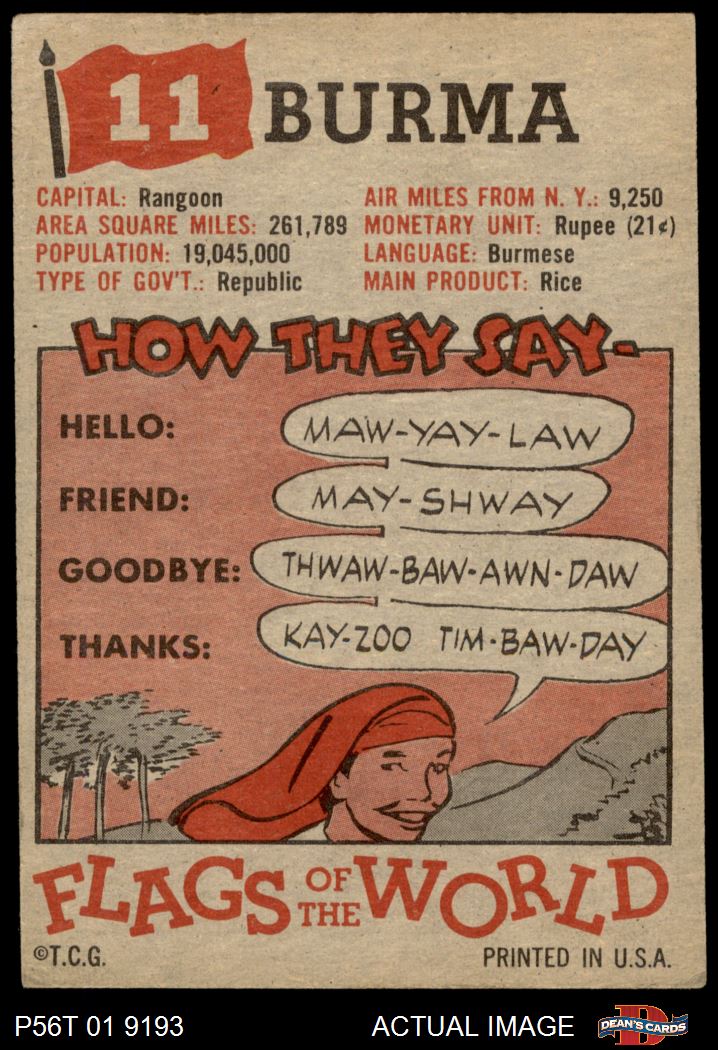 11 BURMA
CAPITAL: Rangoon
AREA SQUARE MILES: 261,789
POPULATION: 19,045,000
TYPE OF GOV'T.: Republic
AIR MILES FROM N. Y.: 9,250
MONETARY UNIT: Rupee (21¢)
LANGUAGE: Burmese
MAIN PRODUCT: Rice
HOW THEY SAY-
HELLO: MAW-YAY-LAW
FRIEND: MAY-SHWAY
GOODBYE: THWAW-BAW-AWN-DAW
THANKS: KAY-ZOO TIM-BAW-DAY
FLAGS OF THE WORLD
©T.C.G. PRINTED IN U.S.A.
P56T 01 9193 ACTUAL IMAGE D DEAN'S CARDS